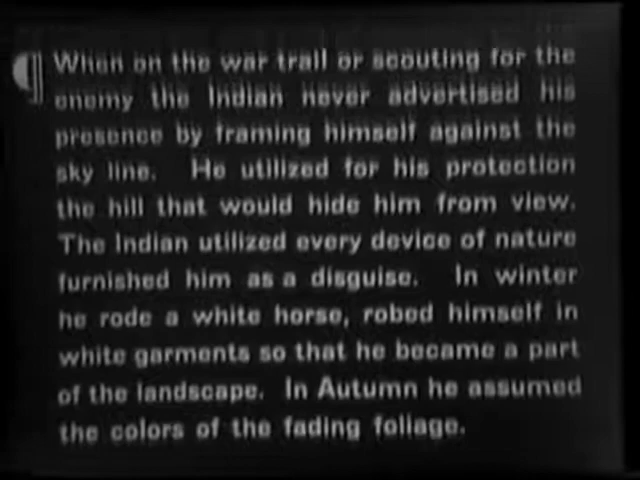 ¶ When on the war trail or scouting for the
enemy the Indian never advertised his
presence by framing himself against the
sky line. He utilized for his protection
the hill that would hide him from view.
The Indian utilized every device of nature
furnished him as a disguise. In winter
he rode a white horse, robed himself in
white garments so that he became a part
of the landscape. In Autumn he assumed
the colors of the fading foliage.